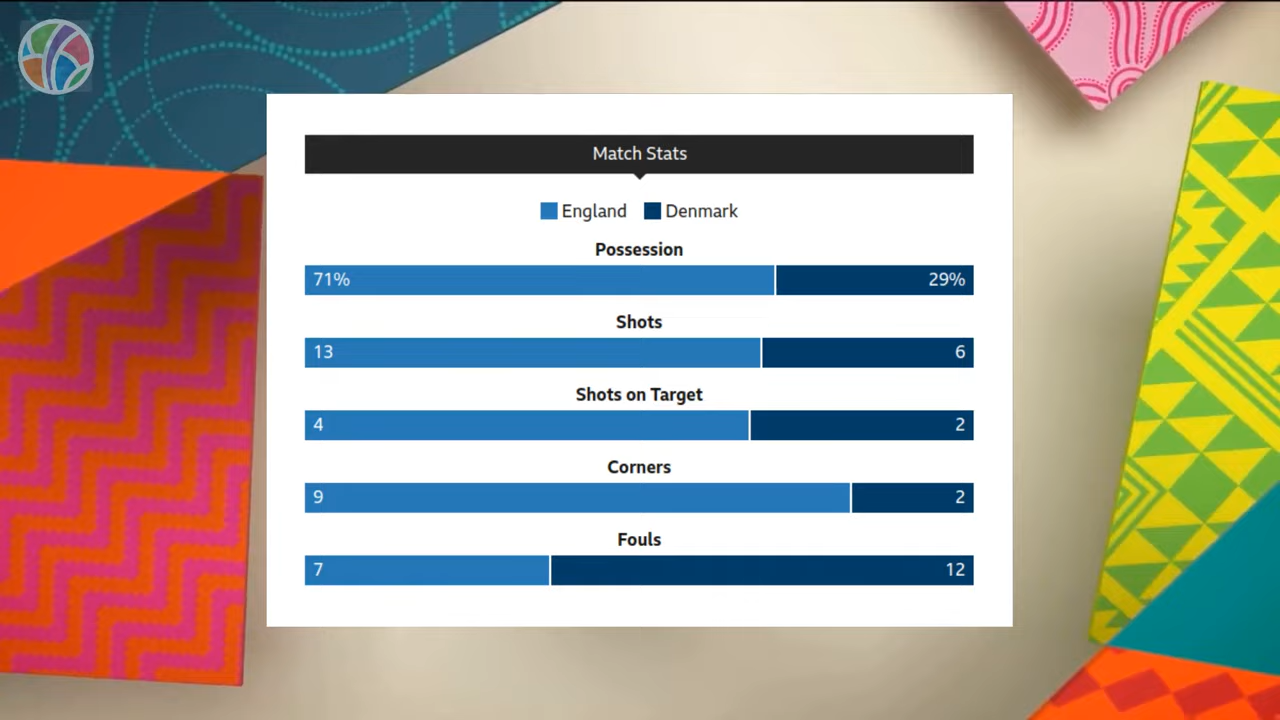 Match Stats
England Denmark
Possession
71% 29%
Shots
13 6
Shots on Target
4 2
Corners
9 2
Fouls
7 12